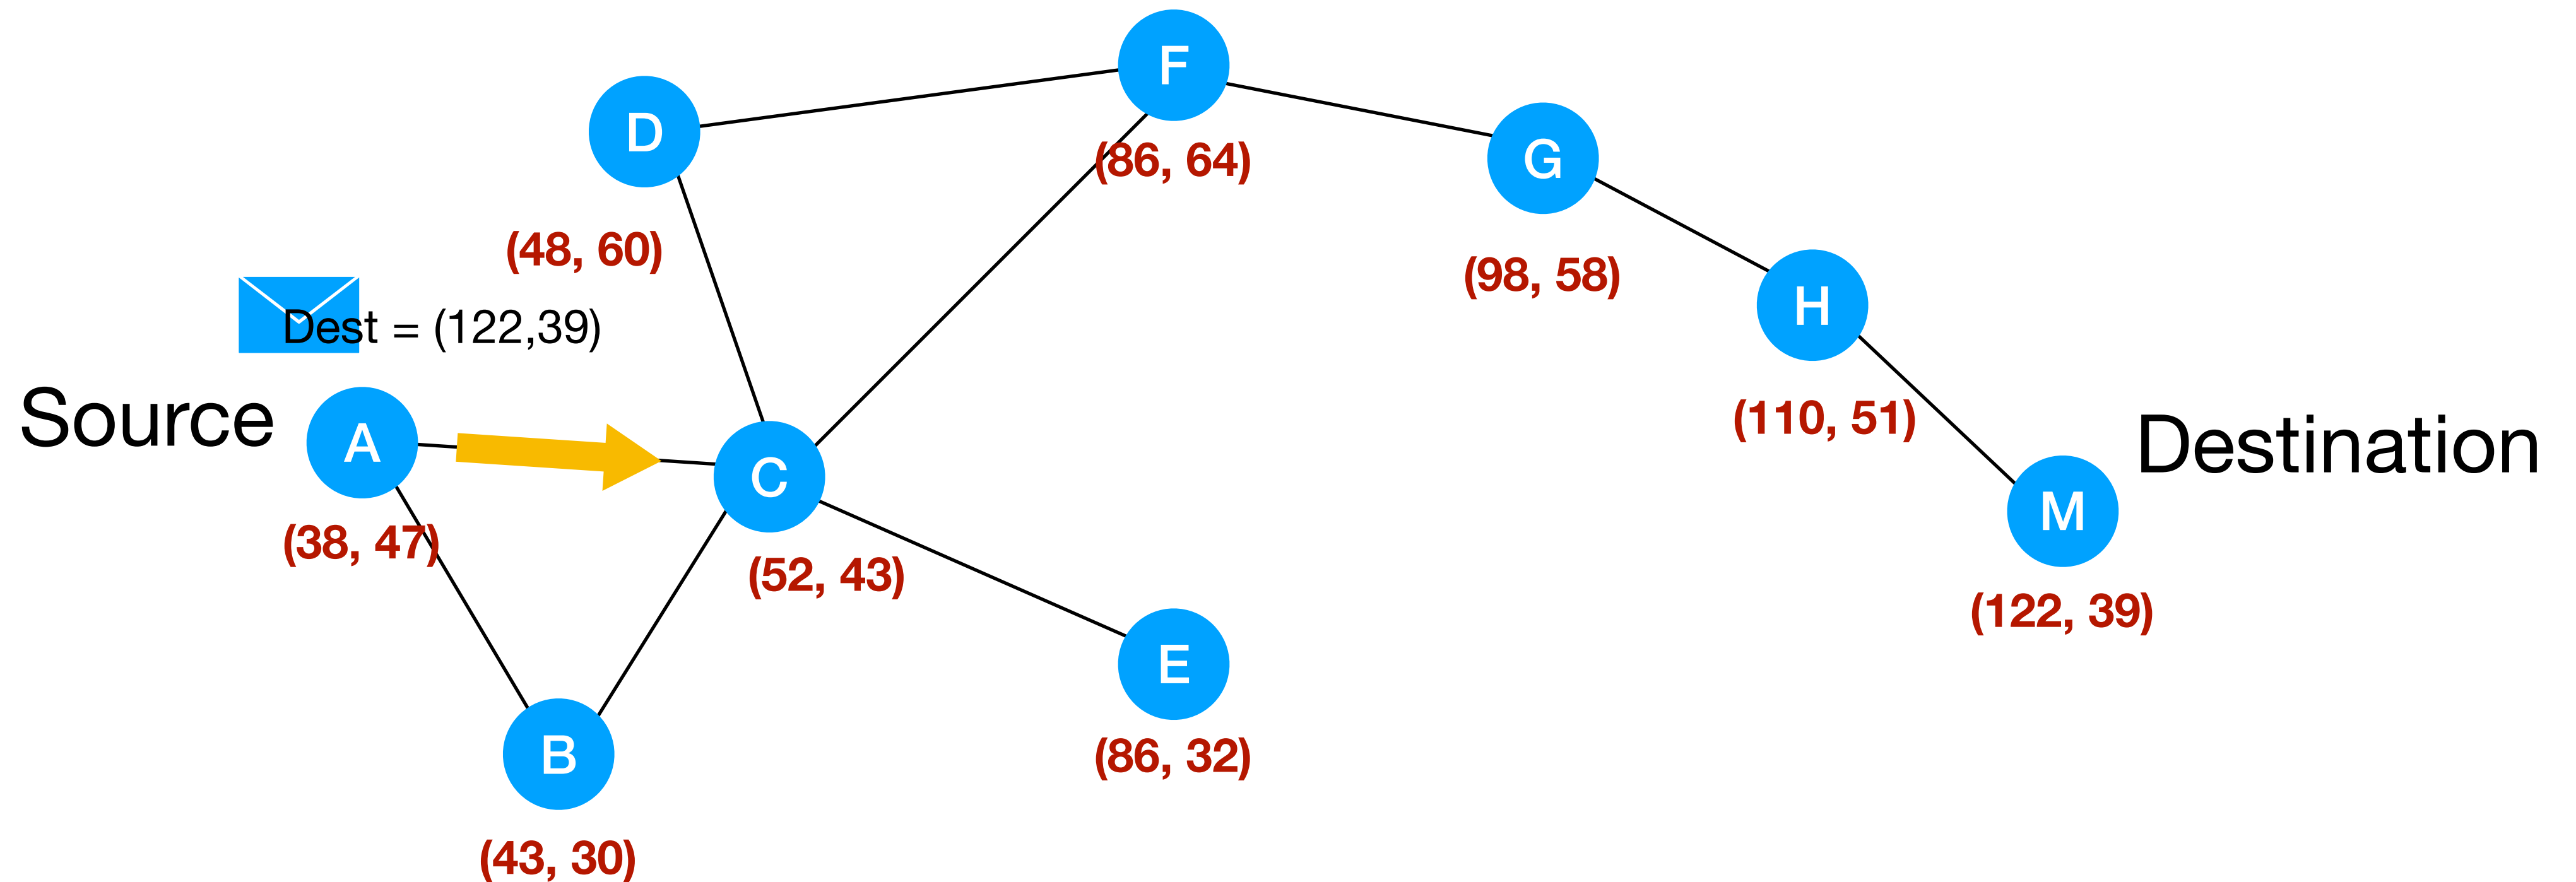 F
D
(86, 64)
G
(48, 60)
(98, 58)
H
Dest = (122,39)
Source
A
(110, 51)
Destination
C
M
(38, 47)
(52, 43)
(122, 39)
E
B
(86, 32)
(43, 30)